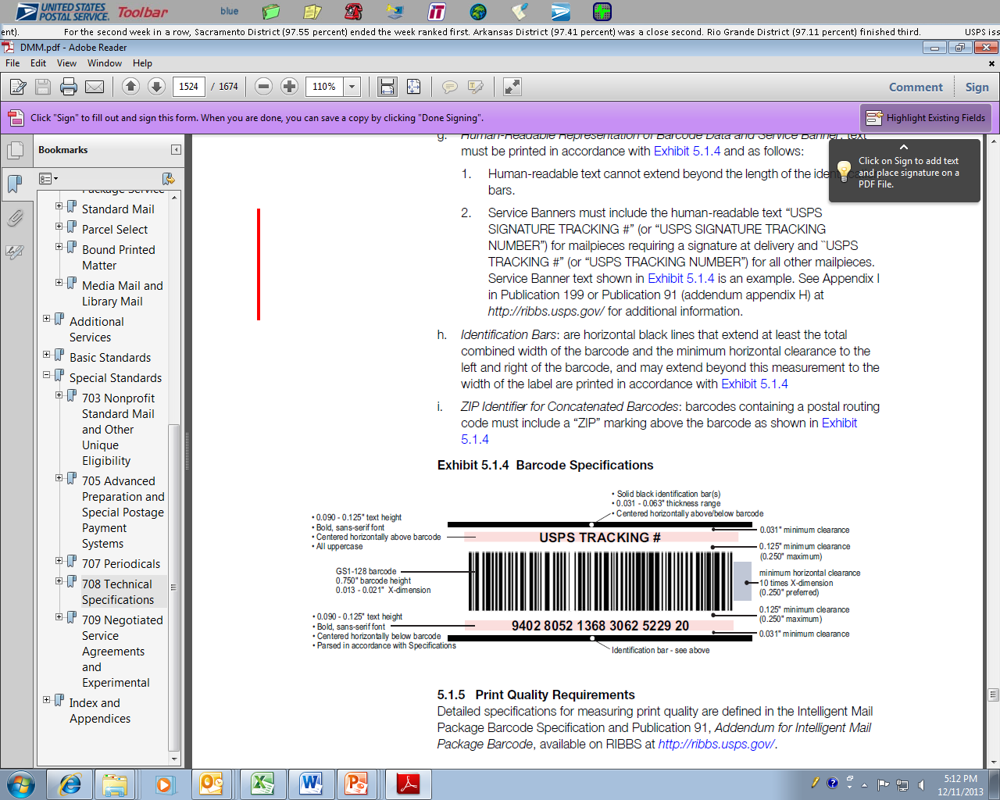 UNITED STATES
POSTAL SERVICE. Toolbar
blue
ent). For the second week in a row, Sacramento District (97.55 percent) ended the week ranked first. Arkansas District (97.41 percent) was a close second. Rio Grande District (97.11 percent) finished third. USPS iss
DMM.pdf - Adobe Reader
File Edit View Window Help
1524 / 1674 110% Comment Sign
Click "Sign" to fill out and sign this form. When you are done, you can save a copy by clicking "Done Signing".
Highlight Existing Fields
Click on Sign to add text
and place signature on a
PDF File.
Bookmarks
Package Service
Standard Mail
Parcel Select
Bound Printed
Matter
Media Mail and
Library Mail
Additional
Services
Basic Standards
Special Standards
703 Nonprofit
Standard Mail
and Other
Unique
Eligibility
705 Advanced
Preparation and
Special Postage
Payment
Systems
707 Periodicals
708 Technical
Specifications
709 Negotiated
Service
Agreements
and
Experimental
Index and
Appendices
g. Human-Readable Representation of Barcode Data and Service Banner: text
must be printed in accordance with Exhibit 5.1.4 and as follows:
1. Human-readable text cannot extend beyond the length of the identification
bars.
2. Service Banners must include the human-readable text “USPS
SIGNATURE TRACKING #” (or “USPS SIGNATURE TRACKING
NUMBER”) for mailpieces requiring a signature at delivery and ``USPS
TRACKING #” (or “USPS TRACKING NUMBER”) for all other mailpieces.
Service Banner text shown in Exhibit 5.1.4 is an example. See Appendix I
in Publication 199 or Publication 91 (addendum appendix H) at
http://ribbs.usps.gov/ for additional information.
h. Identification Bars: are horizontal black lines that extend at least the total
combined width of the barcode and the minimum horizontal clearance to the
left and right of the barcode, and may extend beyond this measurement to the
width of the label are printed in accordance with Exhibit 5.1.4
i. ZIP Identifier for Concatenated Barcodes: barcodes containing a postal routing
code must include a “ZIP” marking above the barcode as shown in Exhibit
5.1.4
Exhibit 5.1.4 Barcode Specifications
• Solid black identification bar(s)
• 0.031 - 0.063" thickness range
• Centered horizontally above/below barcode
• 0.090 - 0.125" text height
• Bold, sans-serif font
• Centered horizontally above barcode
• All uppercase
USPS TRACKING #
0.031" minimum clearance
0.125" minimum clearance
(0.250" maximum)
GS1-128 barcode
0.750" barcode height
0.013 - 0.021" X-dimension
minimum horizontal clearance
10 times X-dimension
(0.250" preferred)
0.125" minimum clearance
(0.250" maximum)
• 0.090 - 0.125" text height
• Bold, sans-serif font
• Centered horizontally below barcode
• Parsed in accordance with Specifications
9402 8052 1368 3062 5229 20
0.031" minimum clearance
Identification bar - see above
5.1.5 Print Quality Requirements
Detailed specifications for measuring print quality are defined in the Intelligent Mail
Package Barcode Specification and Publication 91, Addendum for Intelligent Mail
Package Barcode, available on RIBBS at http://ribbs.usps.gov/.
5:12 PM
12/11/2013